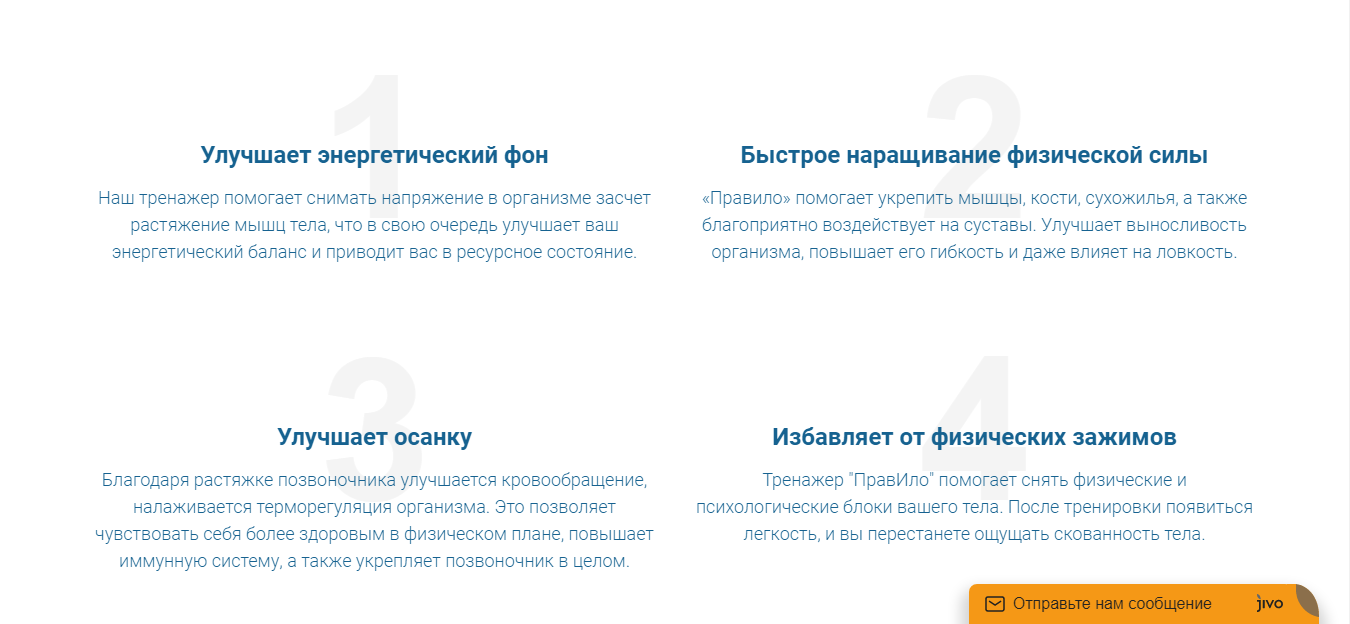 1
Улучшает энергетический фон
Наш тренажер помогает снимать напряжение в организме засчет
растяжение мышц тела, что в свою очередь улучшает ваш
энергетический баланс и приводит вас в ресурсное состояние.
2
Быстрое наращивание физической силы
«Правило» помогает укрепить мышцы, кости, сухожилья, а также
благоприятно воздействует на суставы. Улучшает выносливость
организма, повышает его гибкость и даже влияет на ловкость.
3
Улучшает осанку
Благодаря растяжке позвоночника улучшается кровообращение,
налаживается терморегуляция организма. Это позволяет
чувствовать себя более здоровым в физическом плане, повышает
иммунную систему, а также укрепляет позвоночник в целом.
4
Избавляет от физических зажимов
Тренажер "ПравИло" помогает снять физические и
психологические блоки вашего тела. После тренировки появиться
легкость, и вы перестанете ощущать скованность тела.
Отправьте нам сообщение jivo